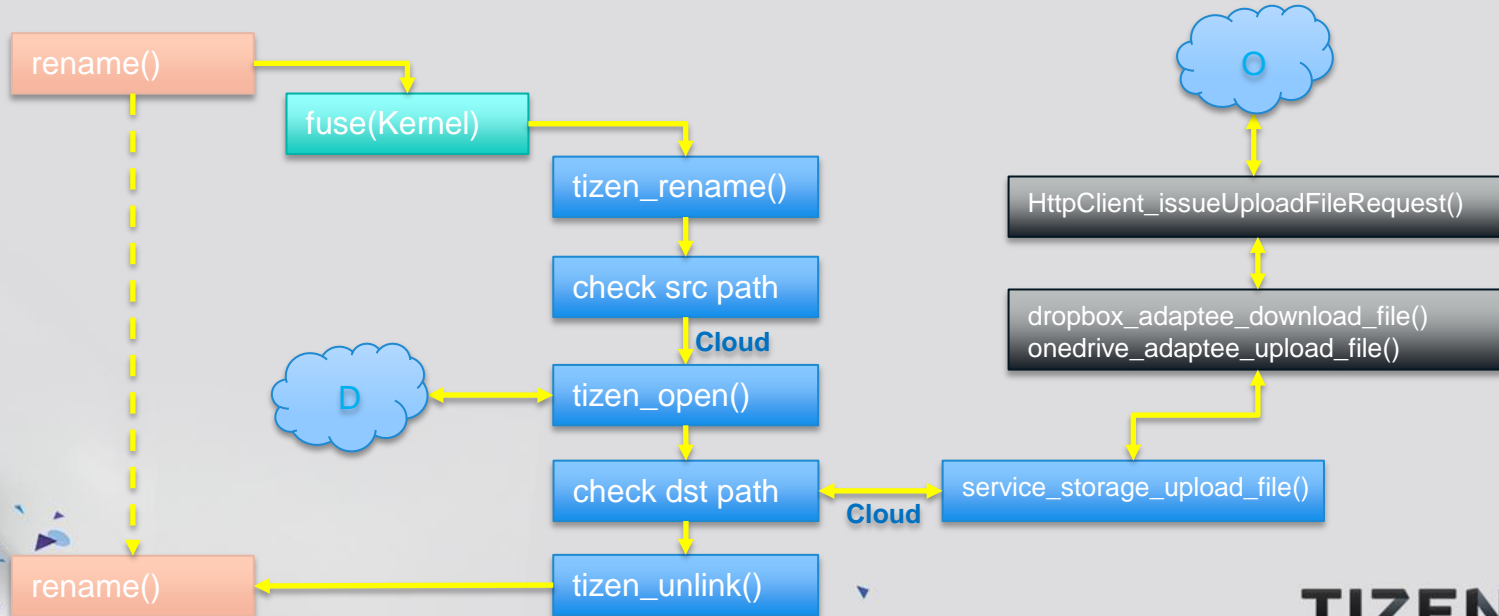 rename()
O
fuse(Kernel)
tizen_rename()
HttpClient_issueUploadFileRequest()
check src path
dropbox_adaptee_download_file()
onedrive_adaptee_upload_file()
Cloud
D
tizen_open()
check dst path
service_storage_upload_file()
Cloud
rename()
tizen_unlink()
TIZEN